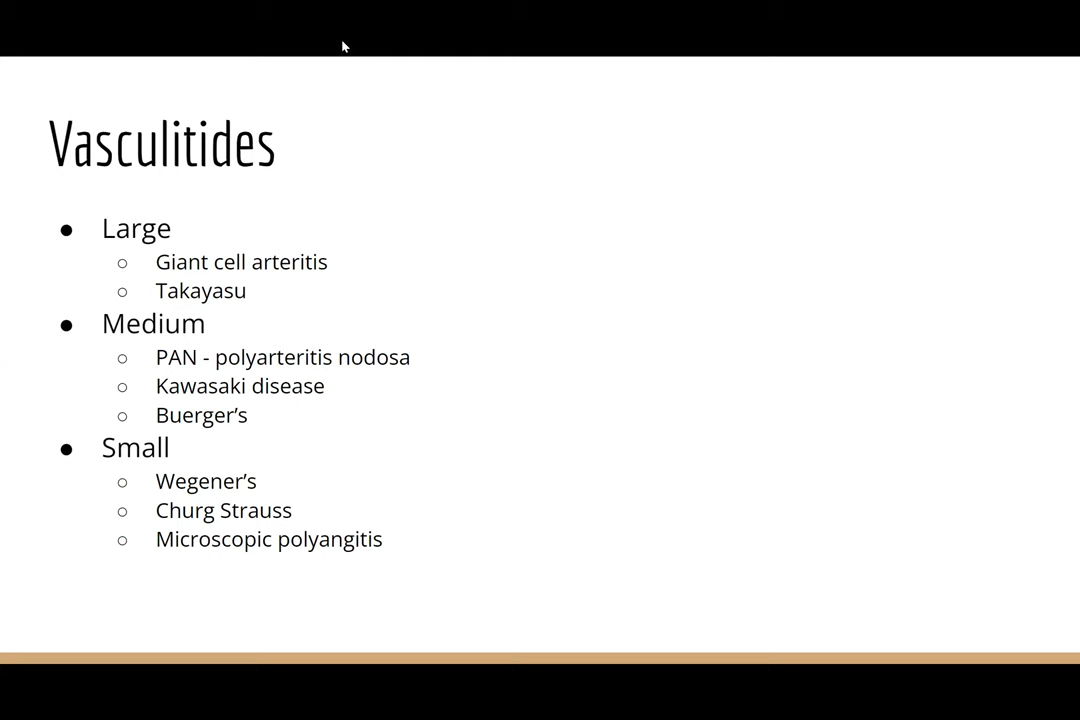 Vasculitides
● Large
○ Giant cell arteritis
○ Takayasu
● Medium
○ PAN - polyarteritis nodosa
○ Kawasaki disease
○ Buerger’s
● Small
○ Wegener’s
○ Churg Strauss
○ Microscopic polyangitis